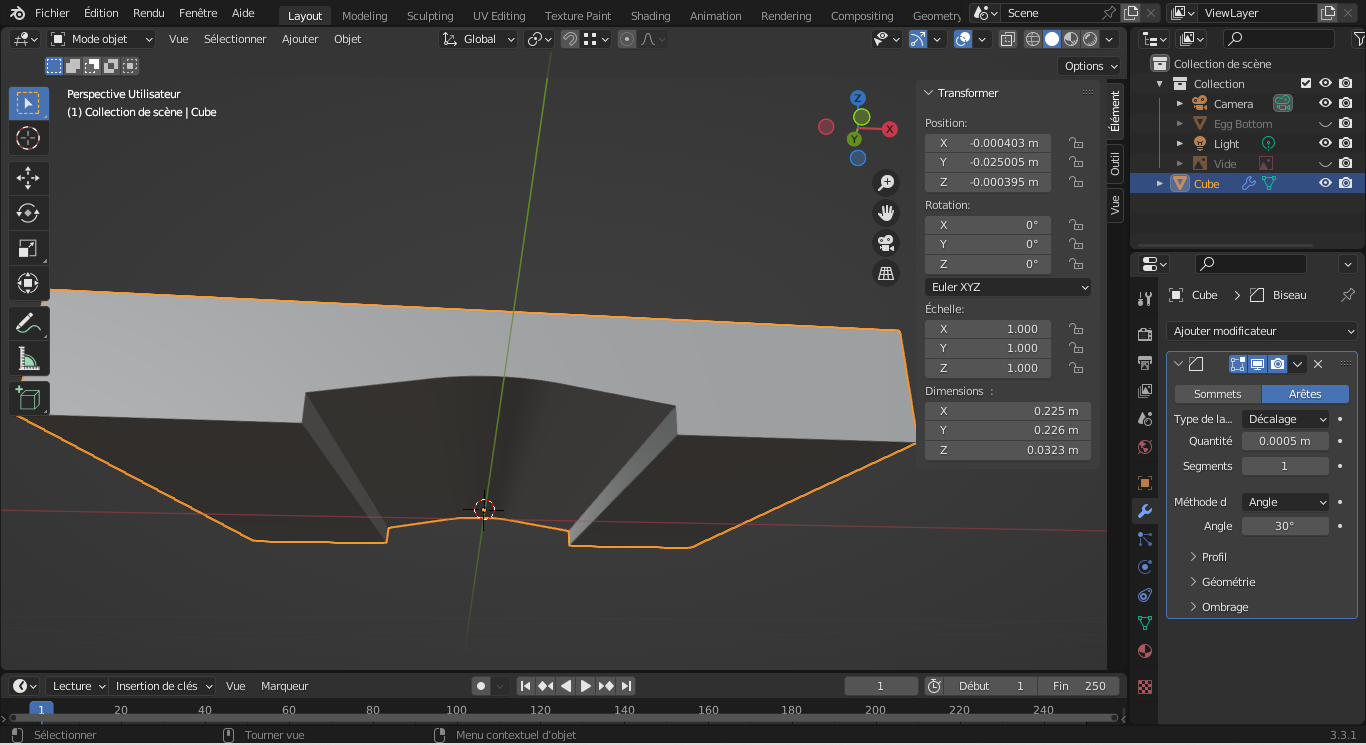 Fichier Édition Rendu Fenêtre Aide Layout Modeling Sculpting UV Editing Texture Paint Shading Animation Rendering Compositing Geometry Scene ViewLayer
Mode objet Vue Sélectionner Ajouter Objet Global
Options
Perspective Utilisateur
(1) Collection de scène | Cube
Z
X
Y
Transformer
Position:
X -0.000403 m
Y -0.025005 m
Z -0.000395 m
Rotation:
X 0°
Y 0°
Z 0°
Euler XYZ
Échelle:
X 1.000
Y 1.000
Z 1.000
Dimensions :
X 0.225 m
Y 0.226 m
Z 0.0323 m
Élément
Outil
Vue
Collection de scène
Collection
Camera
Egg Bottom
Light
Vide
Cube
Cube > Biseau
Ajouter modificateur
Sommets Arêtes
Type de la... Décalage
Quantité 0.0005 m
Segments 1
Méthode d Angle
Angle 30°
Profil
Géométrie
Ombrage
Lecture Insertion de clés Vue Marqueur 1 Début 1 Fin 250
1 20 40 60 80 100 120 140 160 180 200 220 240
Sélectionner Tourner vue Menu contextuel d'objet 3.3.1